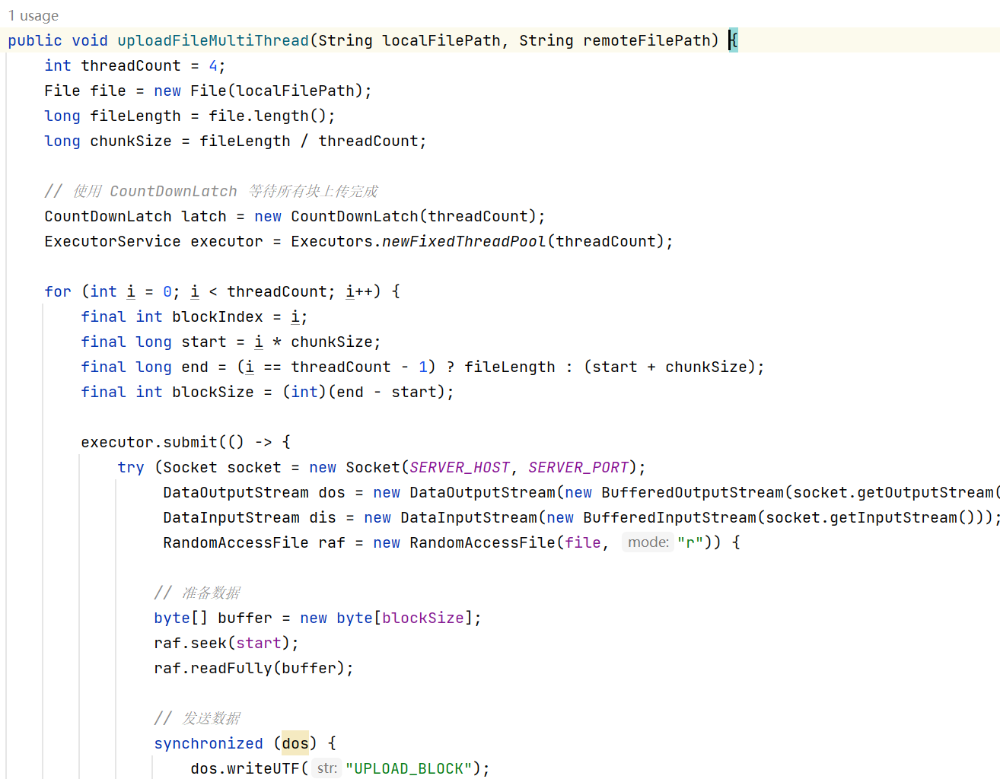 1 usage
public void uploadFileMultiThread(String localFilePath, String remoteFilePath) {
    int threadCount = 4;
    File file = new File(localFilePath);
    long fileLength = file.length();
    long chunkSize = fileLength / threadCount;

    // 使用 CountDownLatch 等待所有块上传完成
    CountDownLatch latch = new CountDownLatch(threadCount);
    ExecutorService executor = Executors.newFixedThreadPool(threadCount);

    for (int i = 0; i < threadCount; i++) {
        final int blockIndex = i;
        final long start = i * chunkSize;
        final long end = (i == threadCount - 1) ? fileLength : (start + chunkSize);
        final int blockSize = (int)(end - start);

        executor.submit(() -> {
            try (Socket socket = new Socket(SERVER_HOST, SERVER_PORT);
                 DataOutputStream dos = new DataOutputStream(new BufferedOutputStream(socket.getOutputStream(
                 DataInputStream dis = new DataInputStream(new BufferedInputStream(socket.getInputStream()));
                 RandomAccessFile raf = new RandomAccessFile(file, mode: "r")) {

                // 准备数据
                byte[] buffer = new byte[blockSize];
                raf.seek(start);
                raf.readFully(buffer);

                // 发送数据
                synchronized (dos) {
                    dos.writeUTF( str: "UPLOAD_BLOCK");